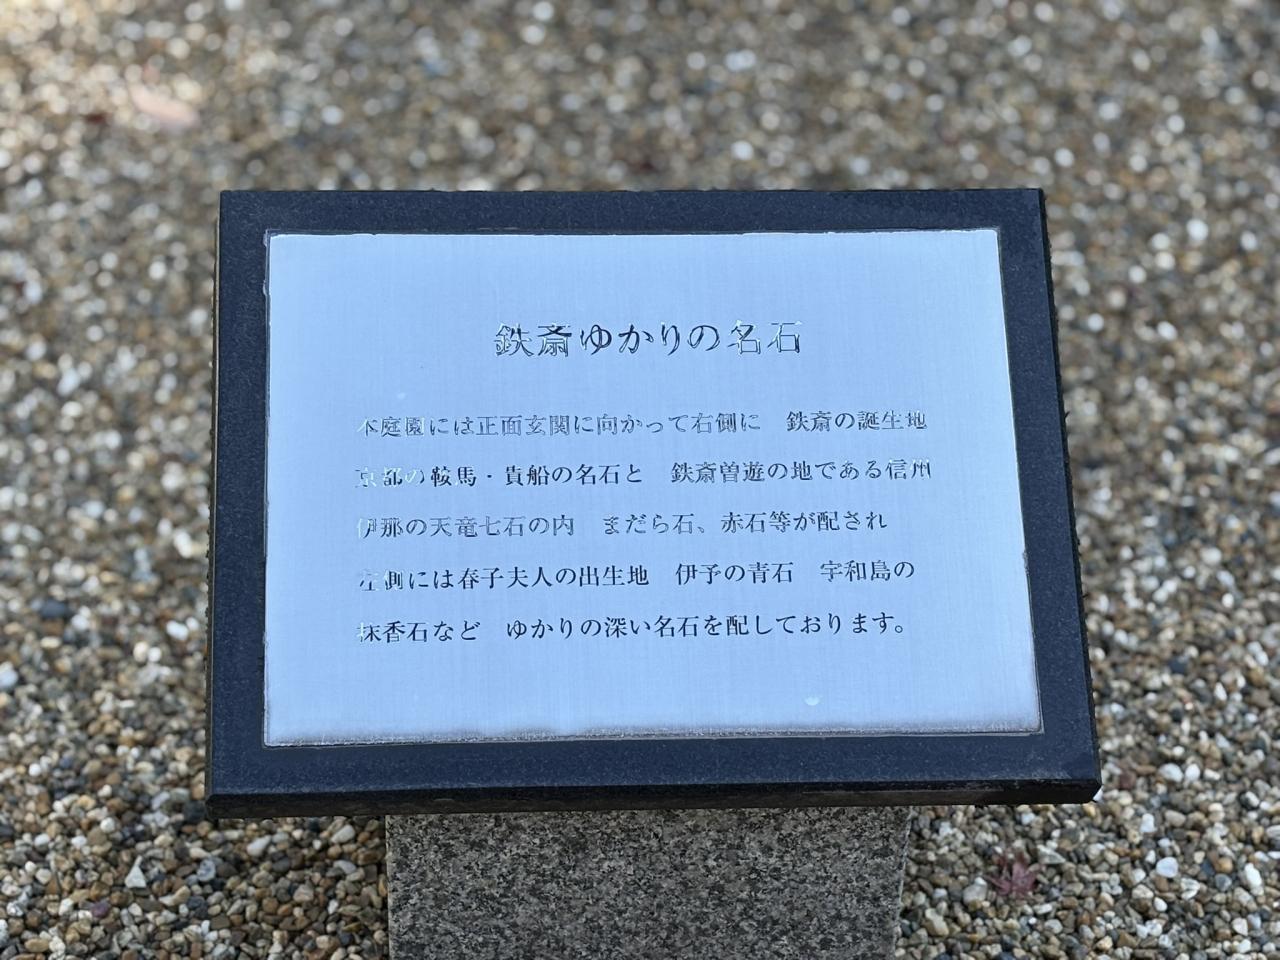 鉄斎ゆかりの名石
本庭園には正面玄関に向かって右側に　鉄斎の誕生地
京都の鞍馬・貴船の名石と　鉄斎曽遊の地である信州
伊那の天竜七石の内　まだら石、赤石等が配され
左側には春子夫人の出生地　伊予の青石　宇和島の
抹香石など　ゆかりの深い名石を配しております。